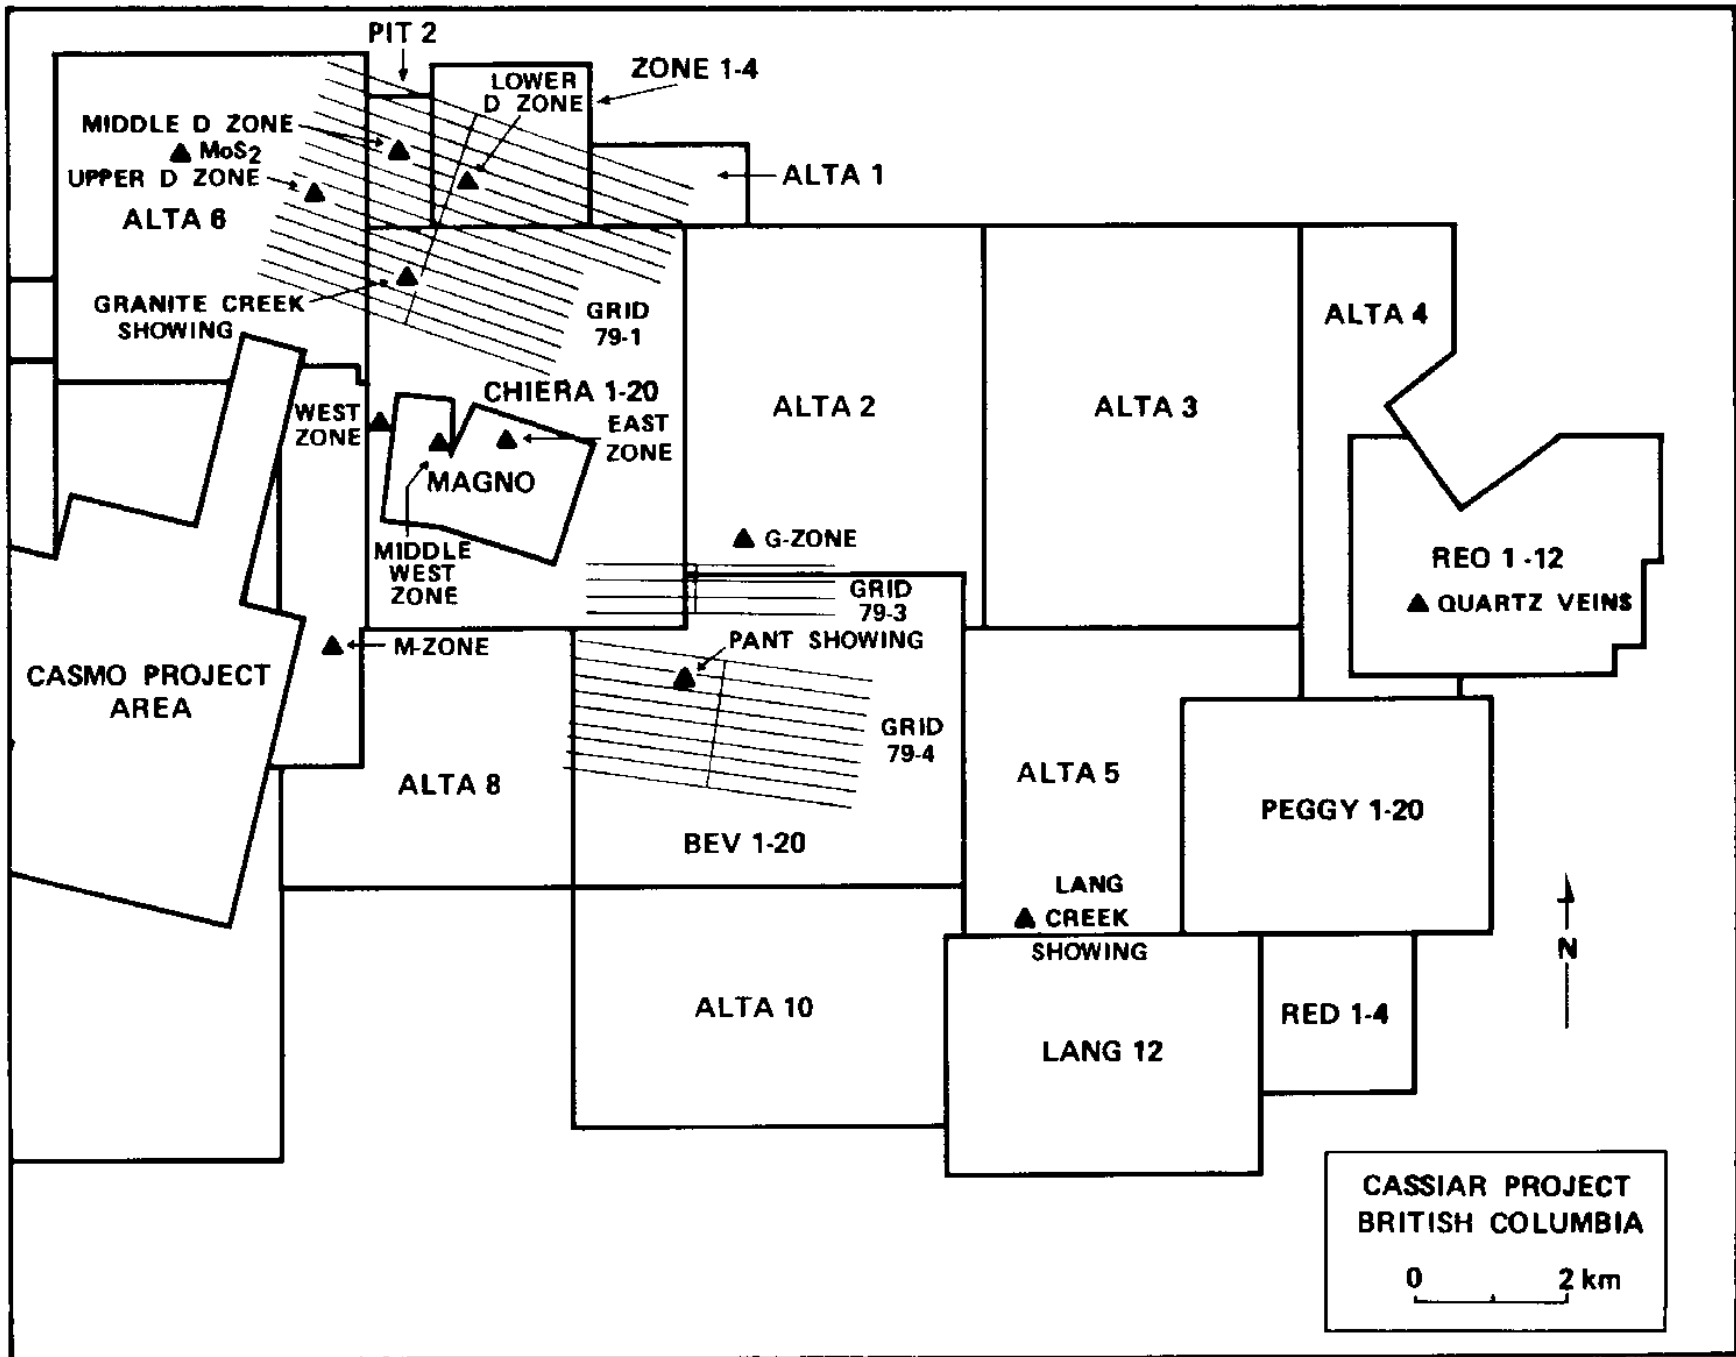 PIT 2
ZONE 1-4
LOWER
D ZONE
MIDDLE D ZONE
MoS2
UPPER D ZONE
ALTA 6
ALTA 1
GRANITE CREEK
SHOWING
GRID
79-1
ALTA 4
CHIERA 1-20
WEST
ZONE
EAST
ZONE
ALTA 2
ALTA 3
MAGNO
G-ZONE
MIDDLE
WEST
ZONE
REO 1-12
QUARTZ VEINS
GRID
79-3
PANT SHOWING
M-ZONE
CASMO PROJECT
AREA
GRID
79-4
ALTA 8
ALTA 5
PEGGY 1-20
BEV 1-20
LANG
CREEK
SHOWING
N
ALTA 10
RED 1-4
LANG 12
CASSIAR PROJECT
BRITISH COLUMBIA
0 2 km